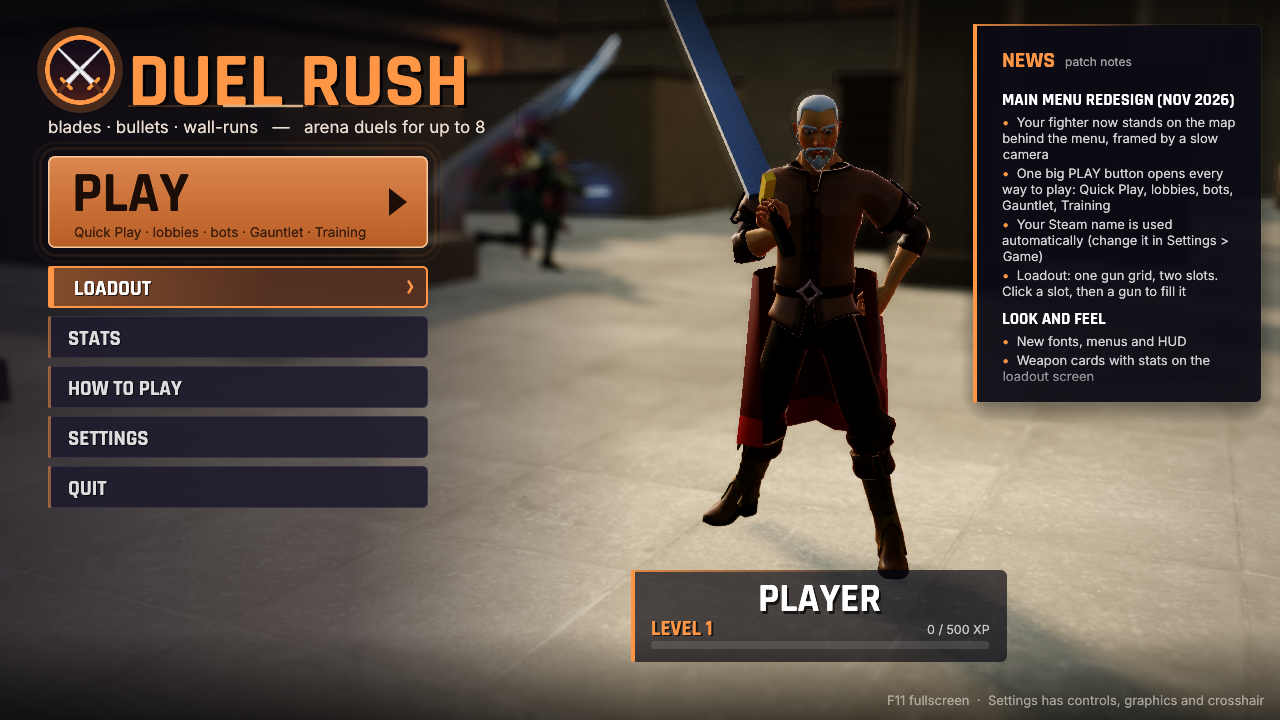 DUEL RUSH
blades · bullets · wall-runs — arena duels for up to 8
PLAY
Quick Play · lobbies · bots · Gauntlet · Training
LOADOUT
STATS
HOW TO PLAY
SETTINGS
QUIT
NEWS patch notes
MAIN MENU REDESIGN (NOV 2026)
• Your fighter now stands on the map
behind the menu, framed by a slow
camera
• One big PLAY button opens every
way to play: Quick Play, lobbies, bots,
Gauntlet, Training
• Your Steam name is used
automatically (change it in Settings >
Game)
• Loadout: one gun grid, two slots.
Click a slot, then a gun to fill it
LOOK AND FEEL
• New fonts, menus and HUD
• Weapon cards with stats on the
loadout screen
PLAYER
LEVEL 1 0 / 500 XP
F11 fullscreen · Settings has controls, graphics and crosshair